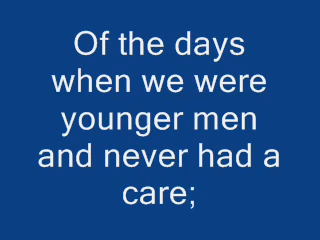 Of the days
when we were
younger men
and never had a
care;